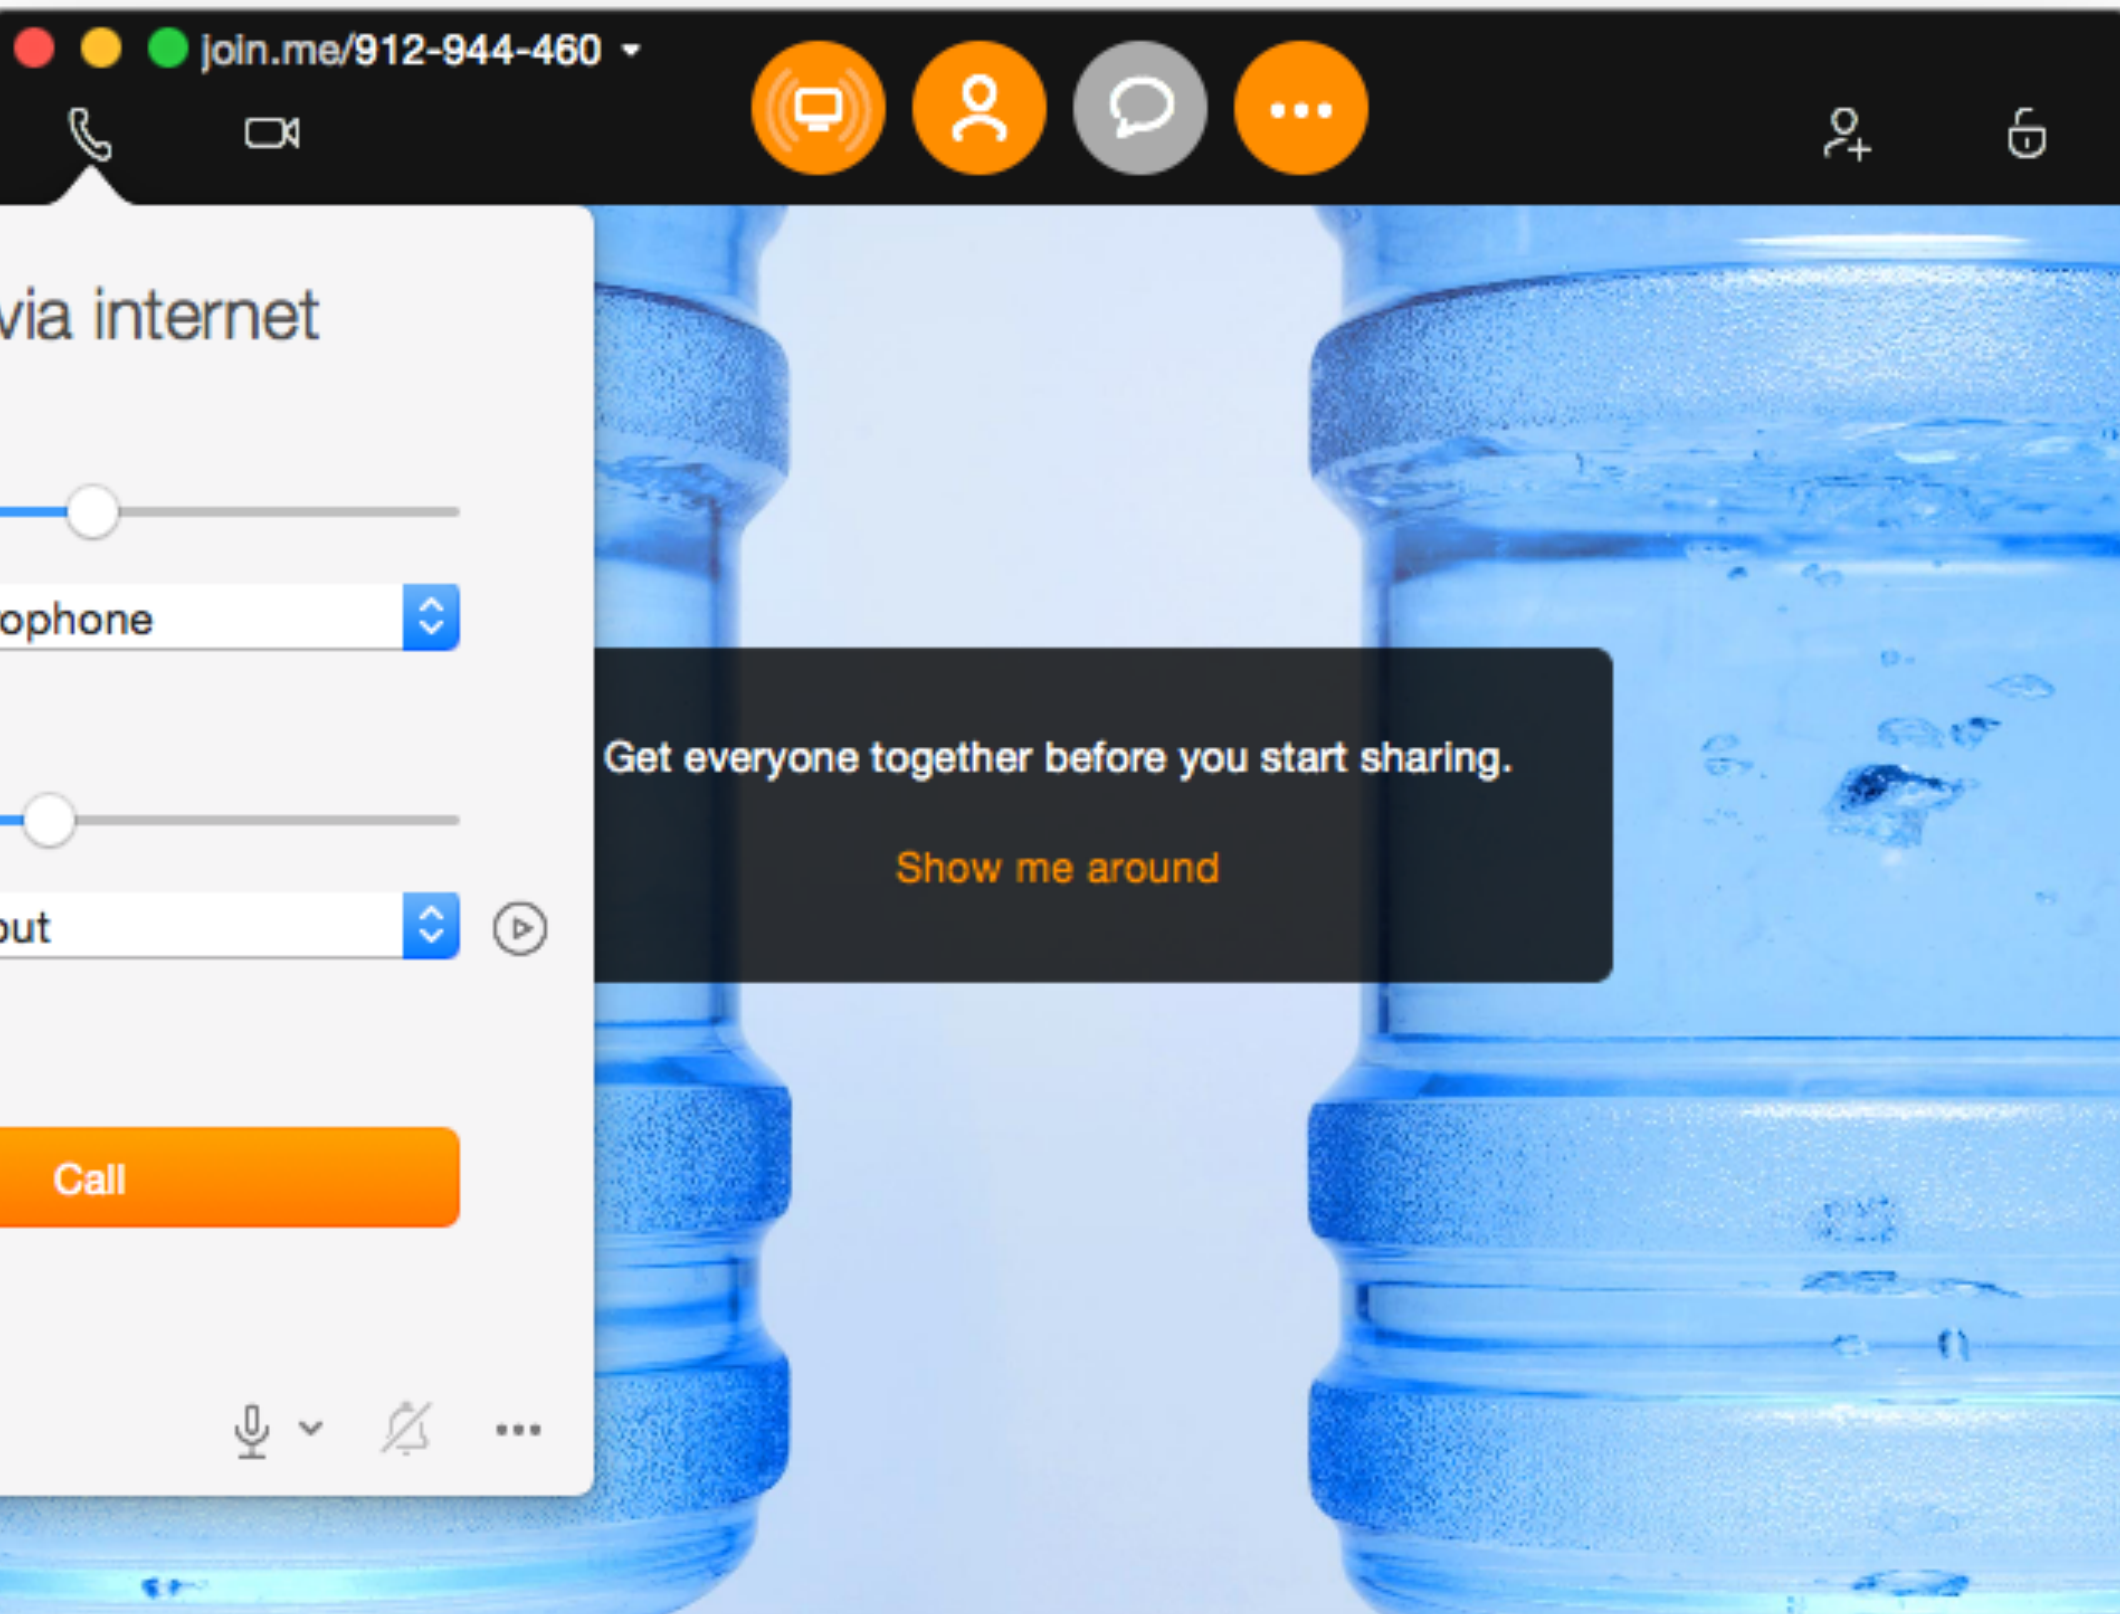 join.me/912-944-460
via internet
ophone
Get everyone together before you start sharing.
Show me around
out
Call